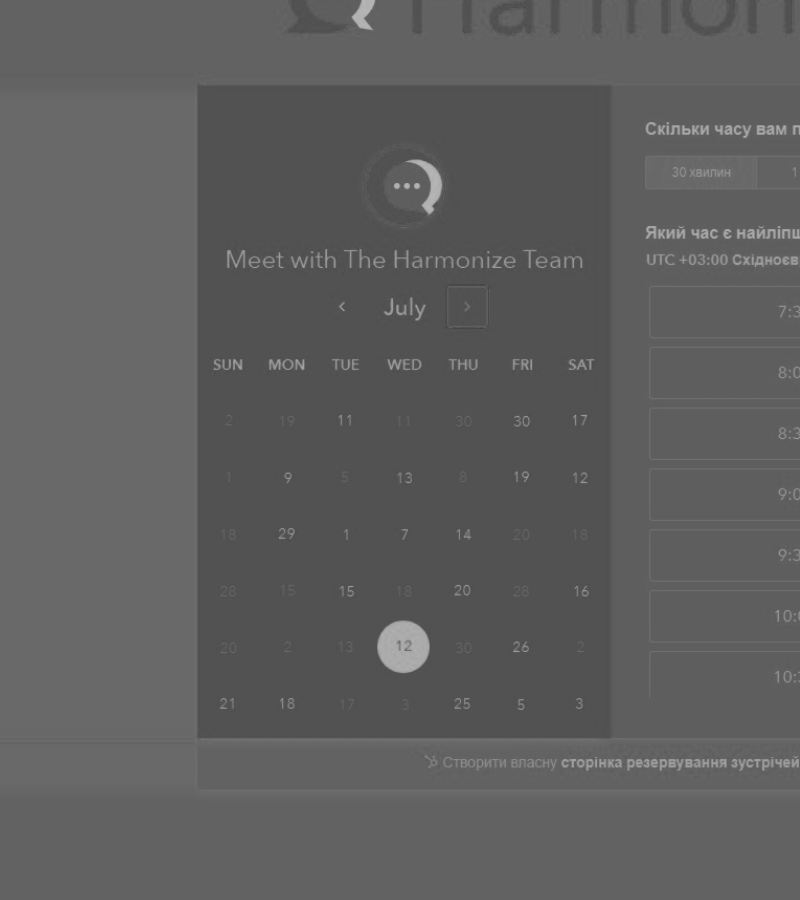 Harmoni
Скільки часу вам п
30 хвилин 1
Який час є найліпш
UTC +03:00 Східноєв
7:3
8:0
8:3
9:0
9:3
10:0
10:3
Meet with The Harmonize Team
July
SUN MON TUE WED THU FRI SAT
2 19 11 11 30 30 17
1 9 5 13 8 19 12
18 29 1 7 14 20 18
28 15 15 18 20 28 16
20 2 13 12 30 26 2
21 18 17 3 25 5 3
Створити власну сторінка резервування зустрічей